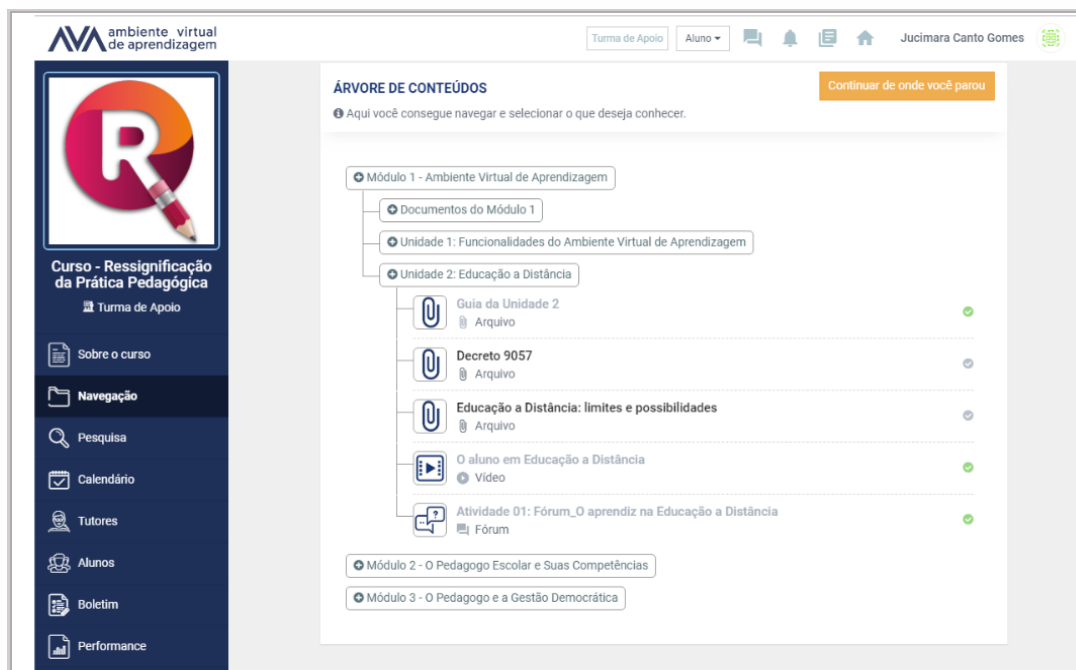 AVA ambiente virtual
de aprendizagem
Turma de Apoio
Aluno
Jucimara Canto Gomes
R
Curso - Ressignificação
da Prática Pedagógica
Turma de Apoio
Sobre o curso
Navegação
Pesquisa
Calendário
Tutores
Alunos
Boletim
Performance
ÁRVORE DE CONTEÚDOS
Continuar de onde você parou
Aqui você consegue navegar e selecionar o que deseja conhecer.
Módulo 1 - Ambiente Virtual de Aprendizagem
Documentos do Módulo 1
Unidade 1: Funcionalidades do Ambiente Virtual de Aprendizagem
Unidade 2: Educação a Distância
Guia da Unidade 2
Arquivo
Decreto 9057
Arquivo
Educação a Distância: limites e possibilidades
Arquivo
O aluno em Educação a Distância
Vídeo
Atividade 01: Fórum_O aprendiz na Educação a Distância
Fórum
Módulo 2 - O Pedagogo Escolar e Suas Competências
Módulo 3 - O Pedagogo e a Gestão Democrática